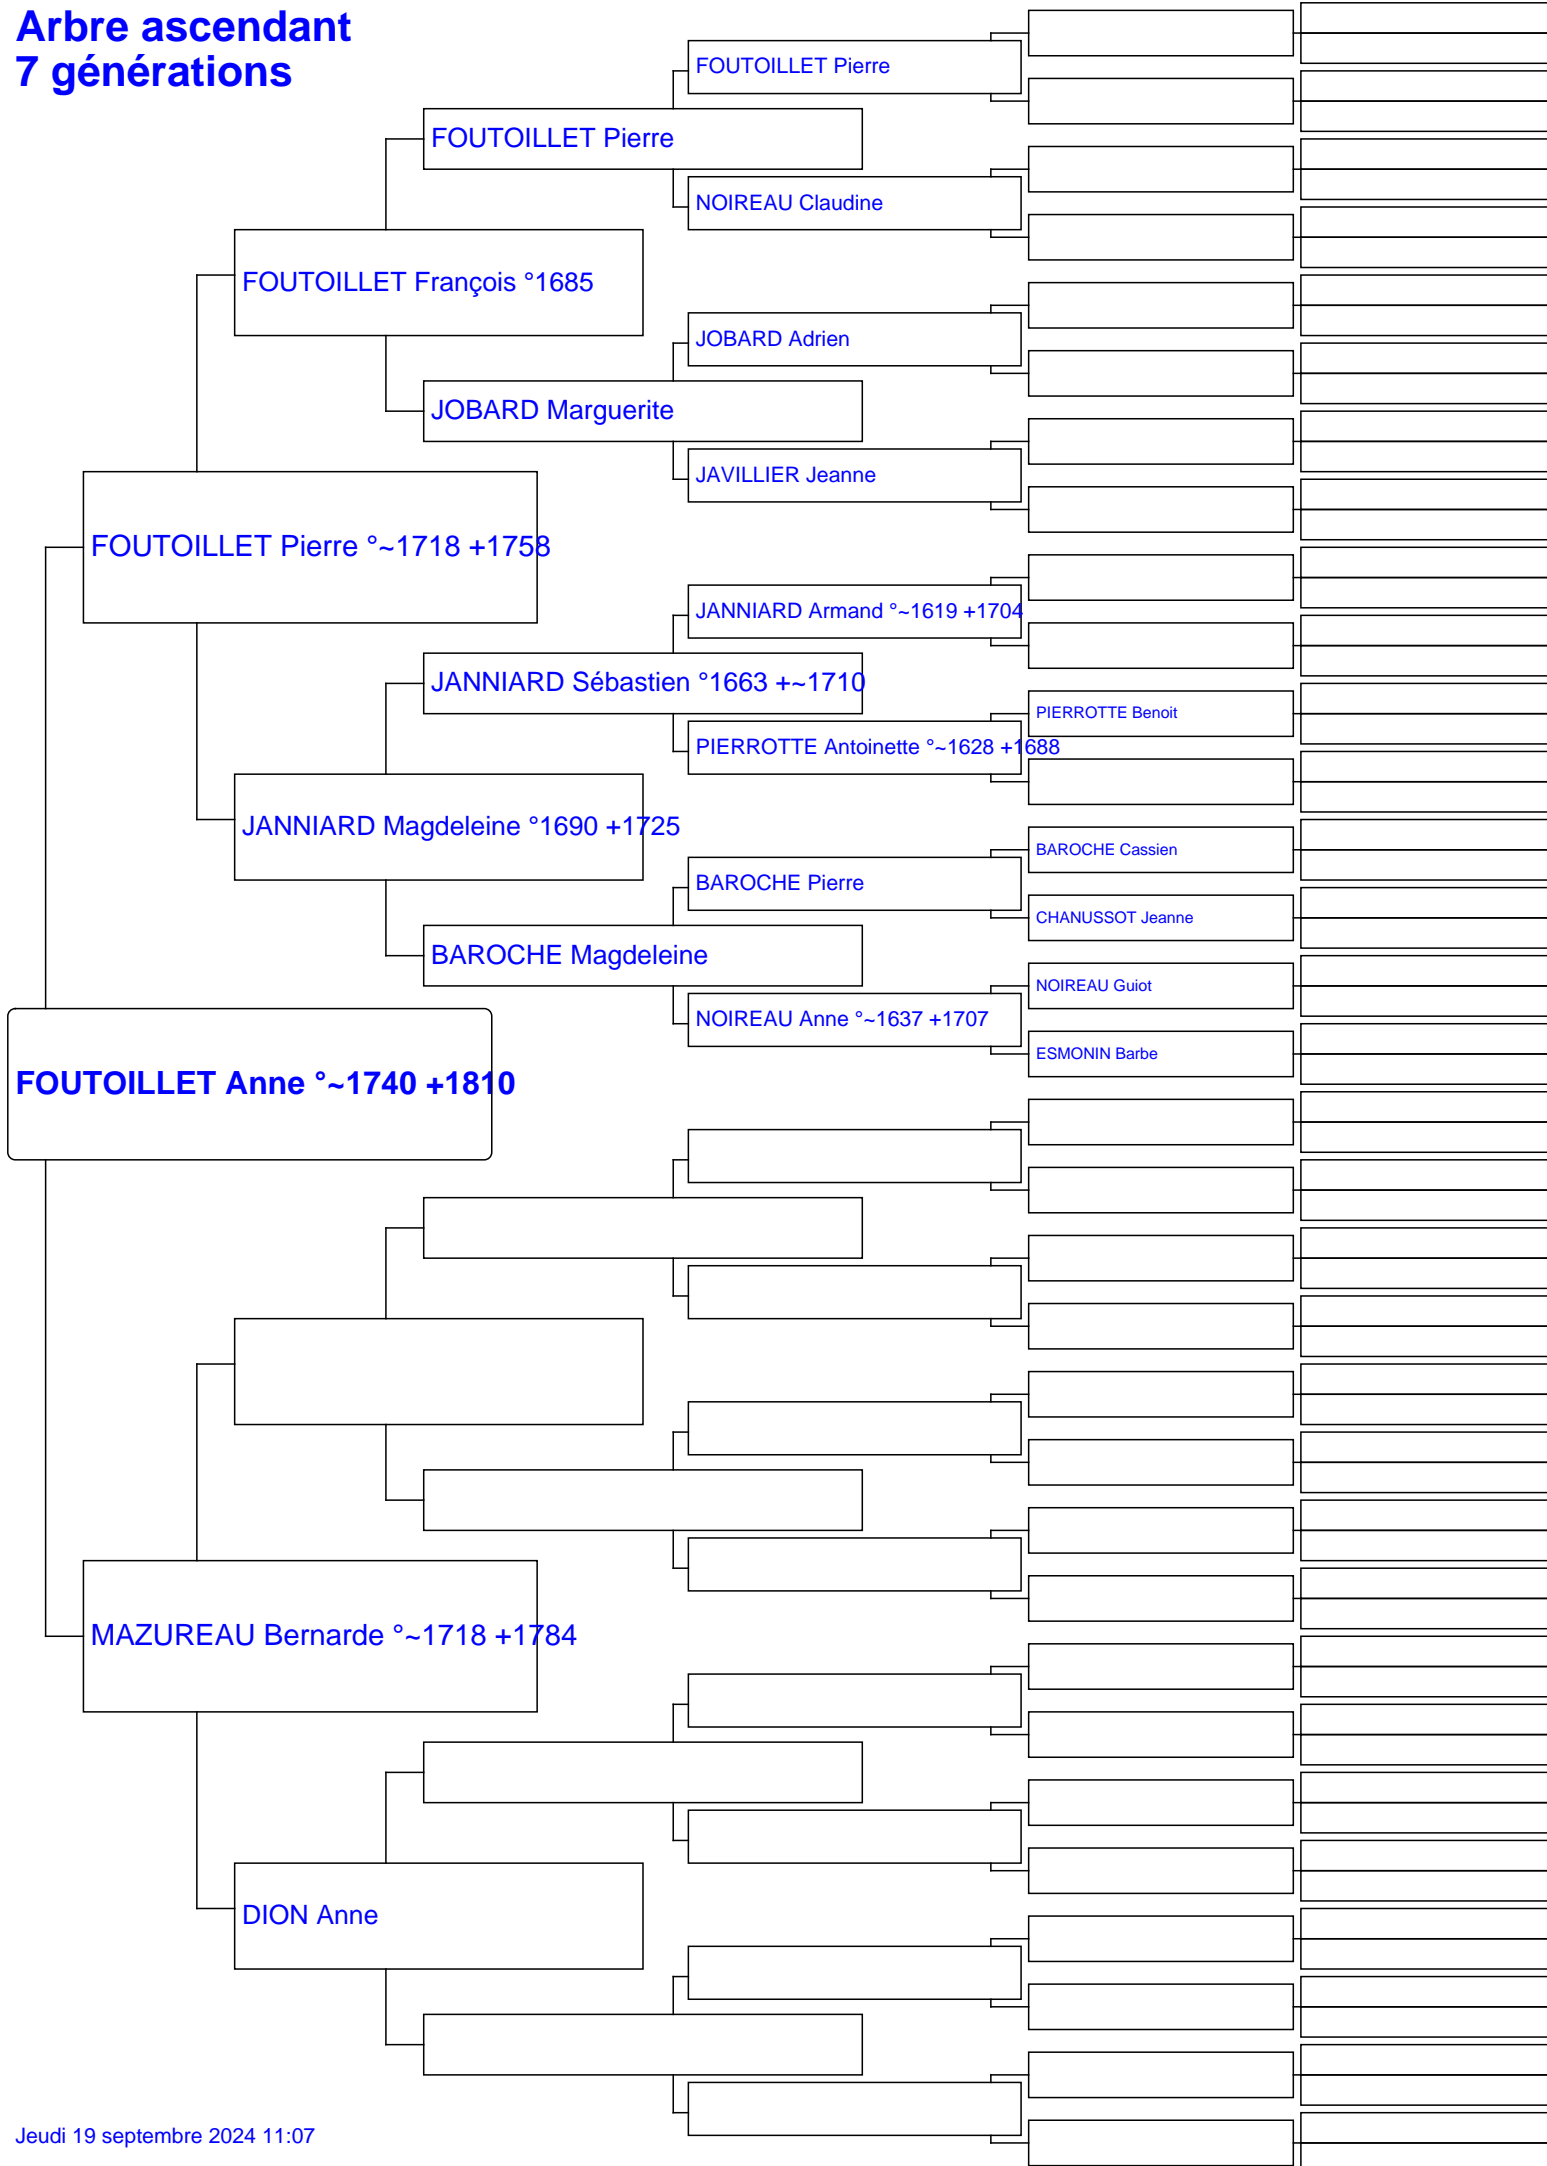 Arbre ascendant
7 générations
FOUTOILLET Pierre
FOUTOILLET Pierre
NOIREAU Claudine
FOUTOILLET François °1685
JOBARD Adrien
JOBARD Marguerite
JAVILLIER Jeanne
FOUTOILLET Pierre °~1718 +1758
JANNIARD Armand °~1619 +1704
JANNIARD Sébastien °1663 +~1710
PIERROTTE Benoit
PIERROTTE Antoinette °~1628 +1688
JANNIARD Magdeleine °1690 +1725
BAROCHE Cassien
BAROCHE Pierre
CHANUSSOT Jeanne
BAROCHE Magdeleine
NOIREAU Guiot
NOIREAU Anne °~1637 +1707
ESMONIN Barbe
FOUTOILLET Anne °~1740 +1810
MAZUREAU Bernarde °~1718 +1784
DION Anne
Jeudi 19 septembre 2024 11:07